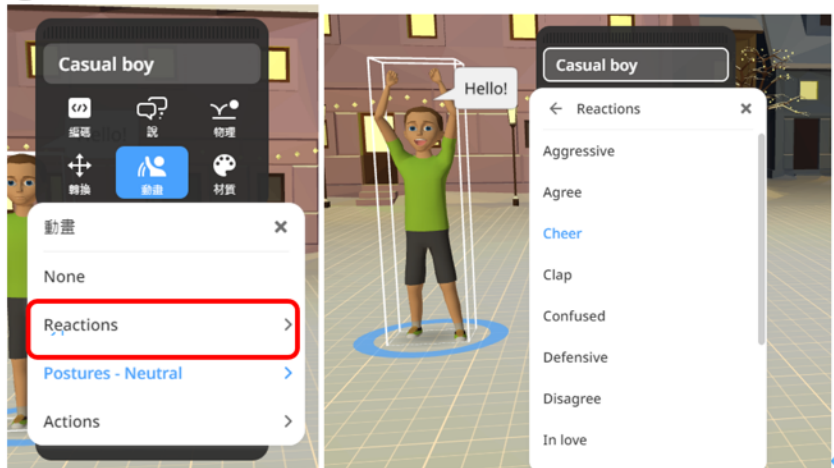 Casual boy
編碼
說
物理
轉換
動畫
材質
動畫
None
Reactions
Postures - Neutral
Actions
Hello!
Casual boy
Reactions
Aggressive
Agree
Cheer
Clap
Confused
Defensive
Disagree
In love